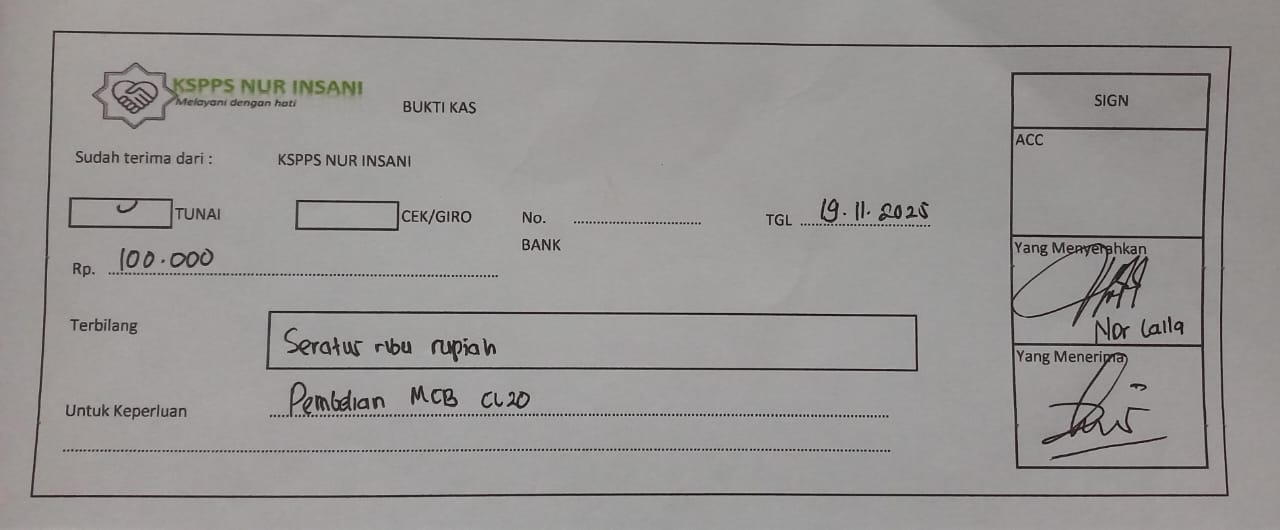 KSPPS NUR INSANI
Melayani dengan hati
BUKTI KAS
SIGN
ACC
Sudah terima dari : KSPPS NUR INSANI
TUNAI CEK/GIRO No. .............................. TGL 19.11.2025
BANK
Rp. 100.000
Yang Menyerahkan
Nor Laila
Terbilang Seratus ribu rupiah
Yang Menerima
Untuk Keperluan Pembelian MCB CL20